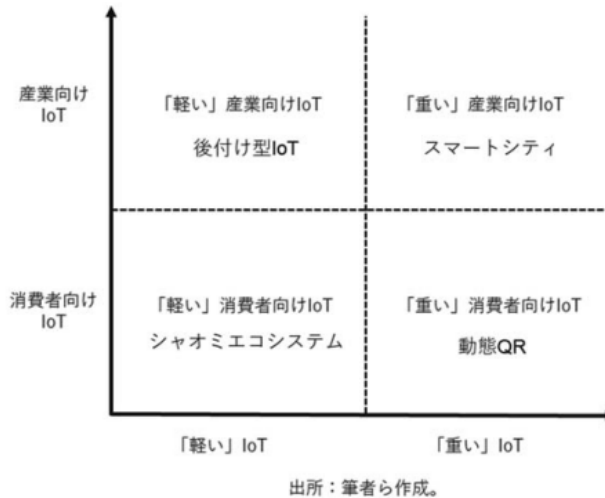 産業向け
IoT
「軽い」産業向けIoT
後付け型IoT
「重い」産業向けIoT
スマートシティ
消費者向け
IoT
「軽い」消費者向けIoT
シャオミエコシステム
「重い」消費者向けIoT
動態QR
「軽い」IoT
「重い」IoT
出所：筆者ら作成。